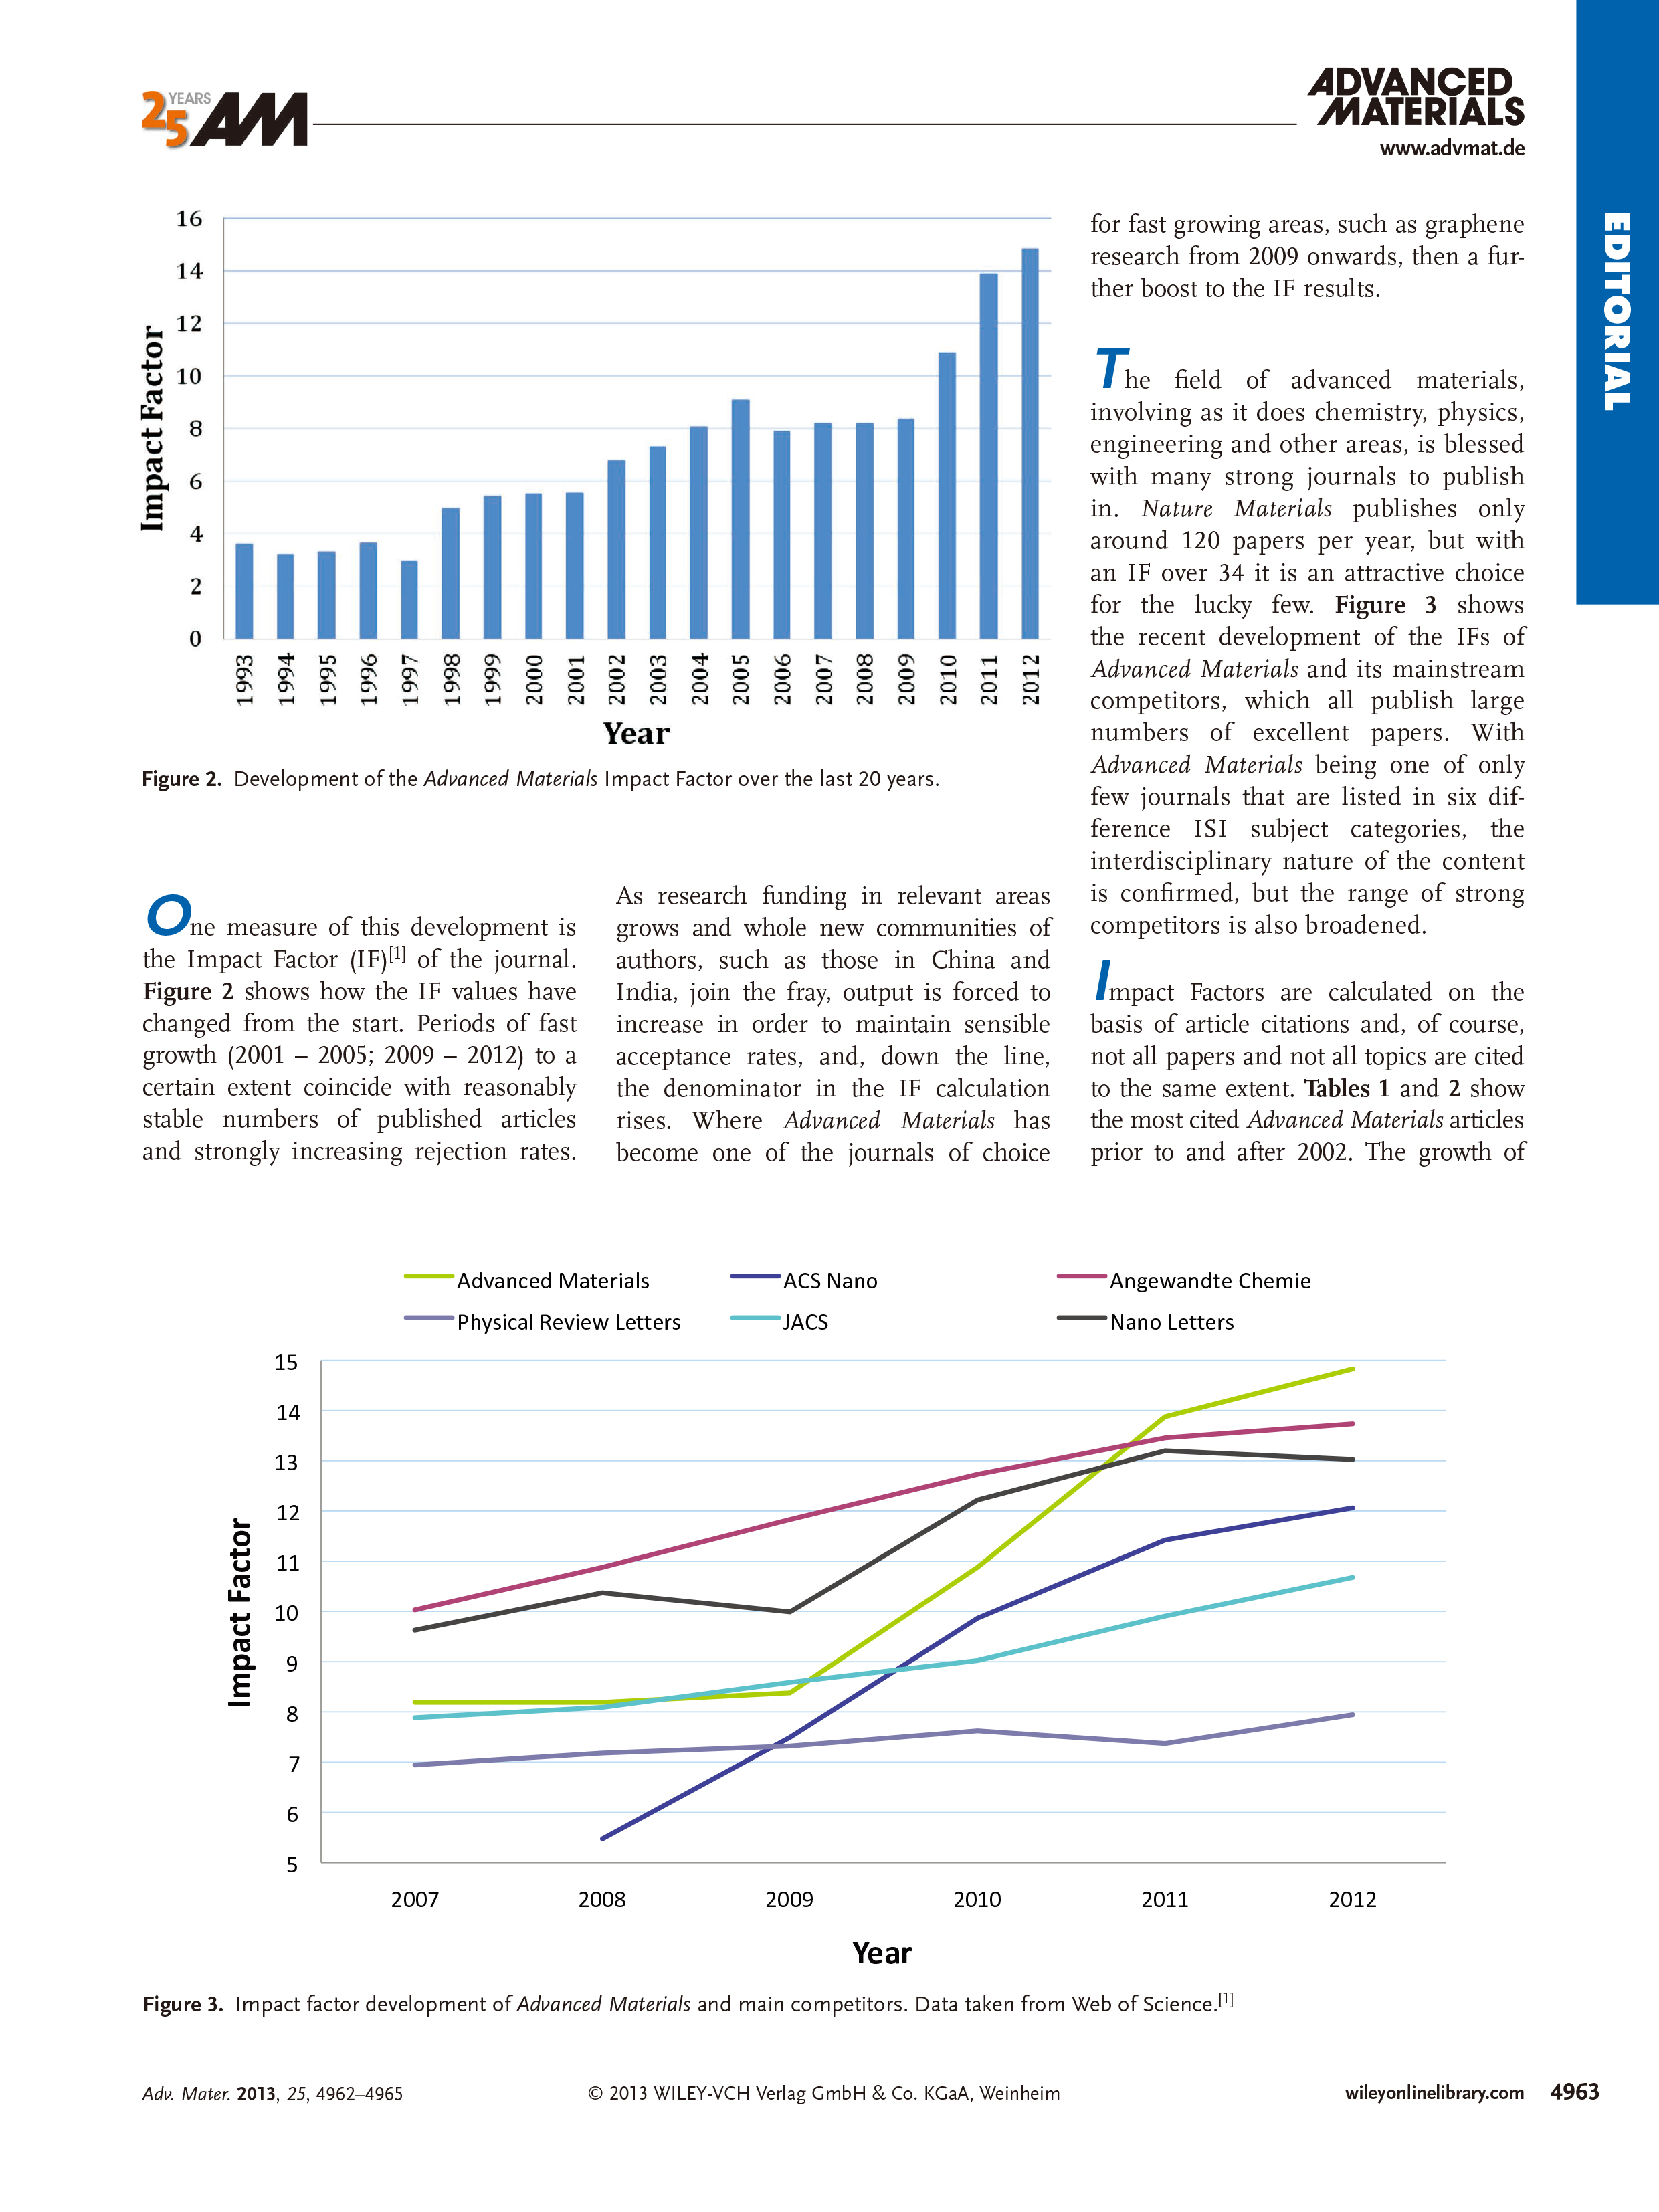 25 YEARS AM
ADVANCED
MATERIALS
www.advmat.de
EDITORIAL
16
14
12
10
8
6
4
2
0
Impact Factor
1993 1994 1995 1996 1997 1998 1999 2000 2001 2002 2003 2004 2005 2006 2007 2008 2009 2010 2011 2012
Year
Figure 2. Development of the Advanced Materials Impact Factor over the last 20 years.
One measure of this development is
the Impact Factor (IF)[1] of the journal.
Figure 2 shows how the IF values have
changed from the start. Periods of fast
growth (2001 – 2005; 2009 – 2012) to a
certain extent coincide with reasonably
stable numbers of published articles
and strongly increasing rejection rates.
As research funding in relevant areas
grows and whole new communities of
authors, such as those in China and
India, join the fray, output is forced to
increase in order to maintain sensible
acceptance rates, and, down the line,
the denominator in the IF calculation
rises. Where Advanced Materials has
become one of the journals of choice
for fast growing areas, such as graphene
research from 2009 onwards, then a fur-
ther boost to the IF results.
The field of advanced materials,
involving as it does chemistry, physics,
engineering and other areas, is blessed
with many strong journals to publish
in. Nature Materials publishes only
around 120 papers per year, but with
an IF over 34 it is an attractive choice
for the lucky few. Figure 3 shows
the recent development of the IFs of
Advanced Materials and its mainstream
competitors, which all publish large
numbers of excellent papers. With
Advanced Materials being one of only
few journals that are listed in six dif-
ference ISI subject categories, the
interdisciplinary nature of the content
is confirmed, but the range of strong
competitors is also broadened.
Impact Factors are calculated on the
basis of article citations and, of course,
not all papers and not all topics are cited
to the same extent. Tables 1 and 2 show
the most cited Advanced Materials articles
prior to and after 2002. The growth of
Advanced Materials ACS Nano Angewandte Chemie
Physical Review Letters JACS Nano Letters
15
14
13
12
11
10
9
8
7
6
5
Impact Factor
2007 2008 2009 2010 2011 2012
Year
Figure 3. Impact factor development of Advanced Materials and main competitors. Data taken from Web of Science.[1]
Adv. Mater. 2013, 25, 4962–4965 © 2013 WILEY-VCH Verlag GmbH & Co. KGaA, Weinheim wileyonlinelibrary.com 4963